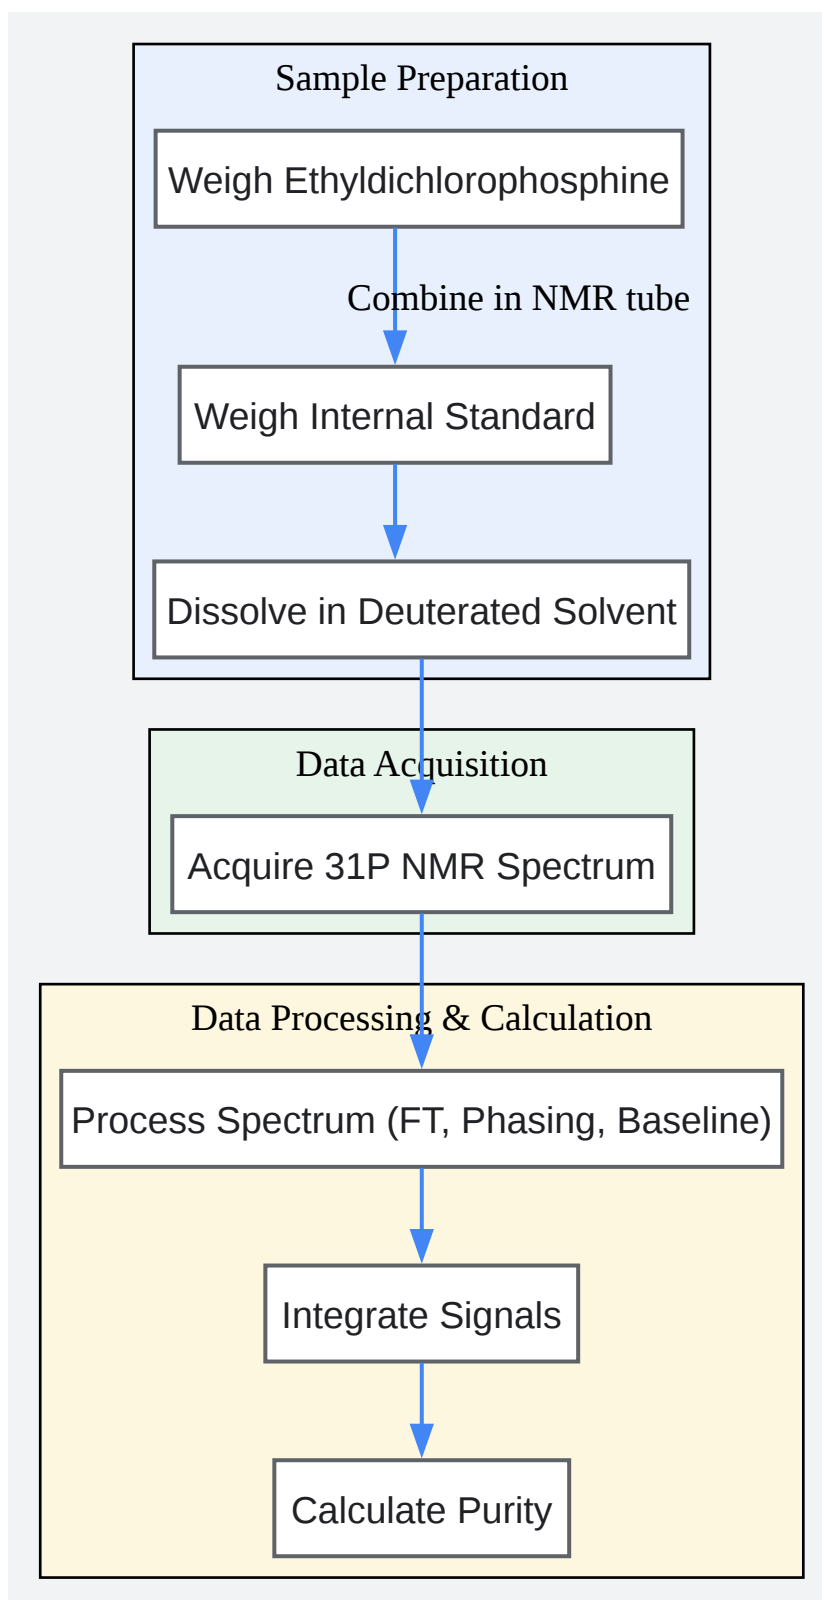 Sample Preparation
Weigh Ethyldichlorophosphine
Combine in NMR tube
Weigh Internal Standard
Dissolve in Deuterated Solvent
Data Acquisition
Acquire 31P NMR Spectrum
Data Processing & Calculation
Process Spectrum (FT, Phasing, Baseline)
Integrate Signals
Calculate Purity